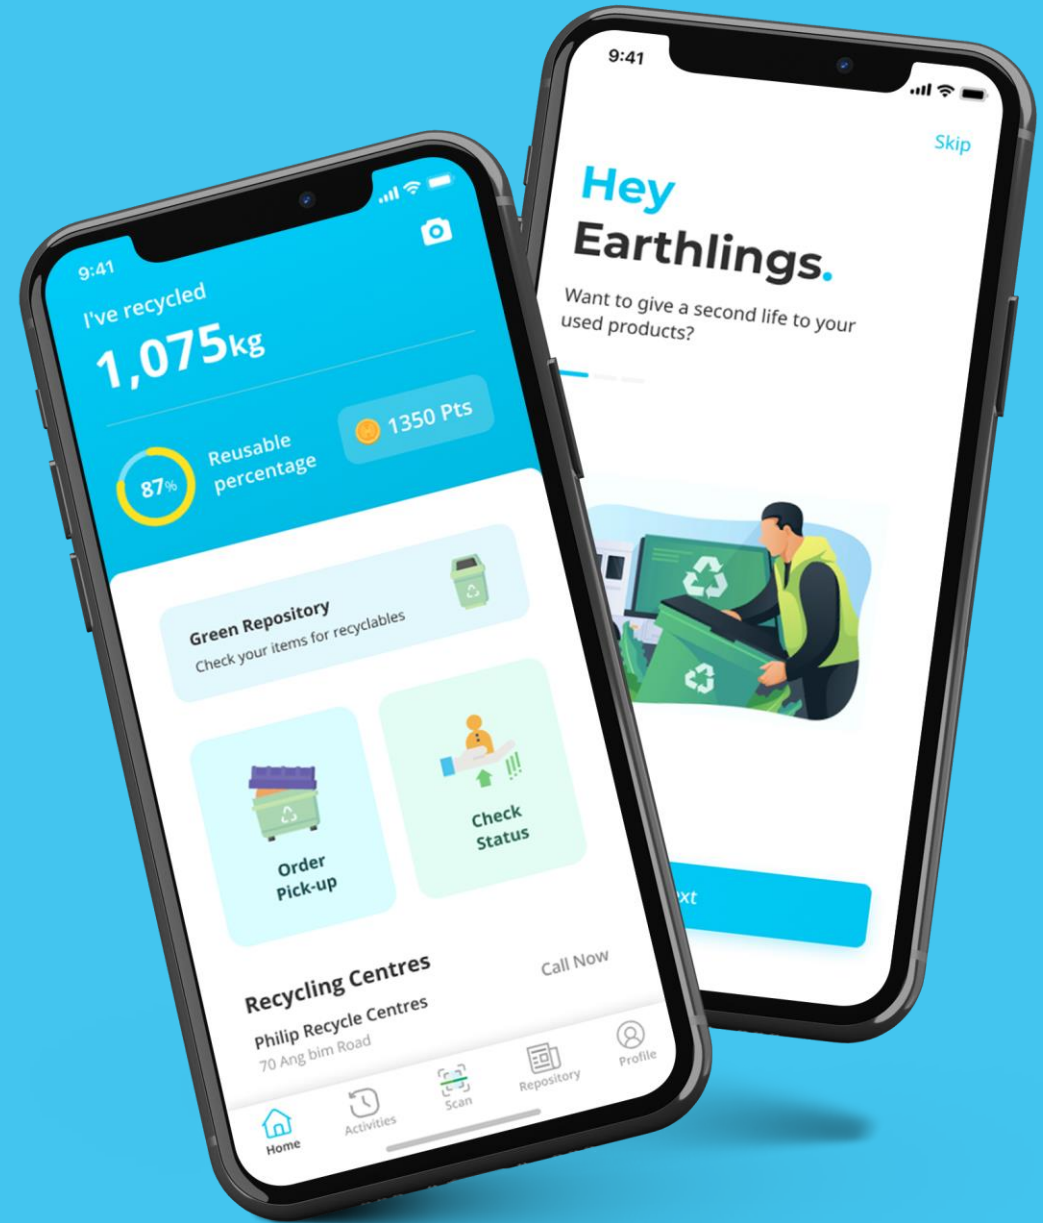 9:41
I've recycled
1,075kg
87%
Reusable
percentage
1350 Pts
Green Repository
Check your items for recyclables
Order
Pick-up
Check
Status
Recycling Centres
Call Now
Philip Recycle Centres
70 Ang bim Road
Home
Activities
Scan
Repository
Profile
9:41
Skip
Hey
Earthlings.
Want to give a second life to your
used products?